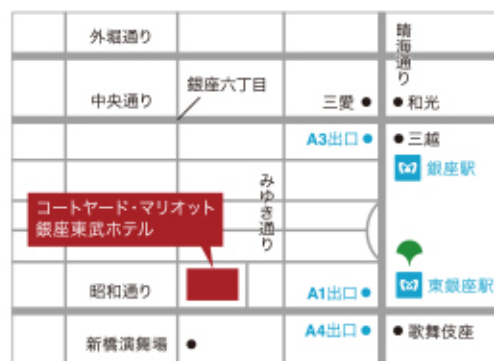 外堀通り
晴海通り
中央通り
銀座六丁目
三愛
和光
A3出口
三越
銀座駅
みゆき通り
コートヤード・マリオット
銀座東武ホテル
昭和通り
A1出口
東銀座駅
新橋演舞場
A4出口
歌舞伎座